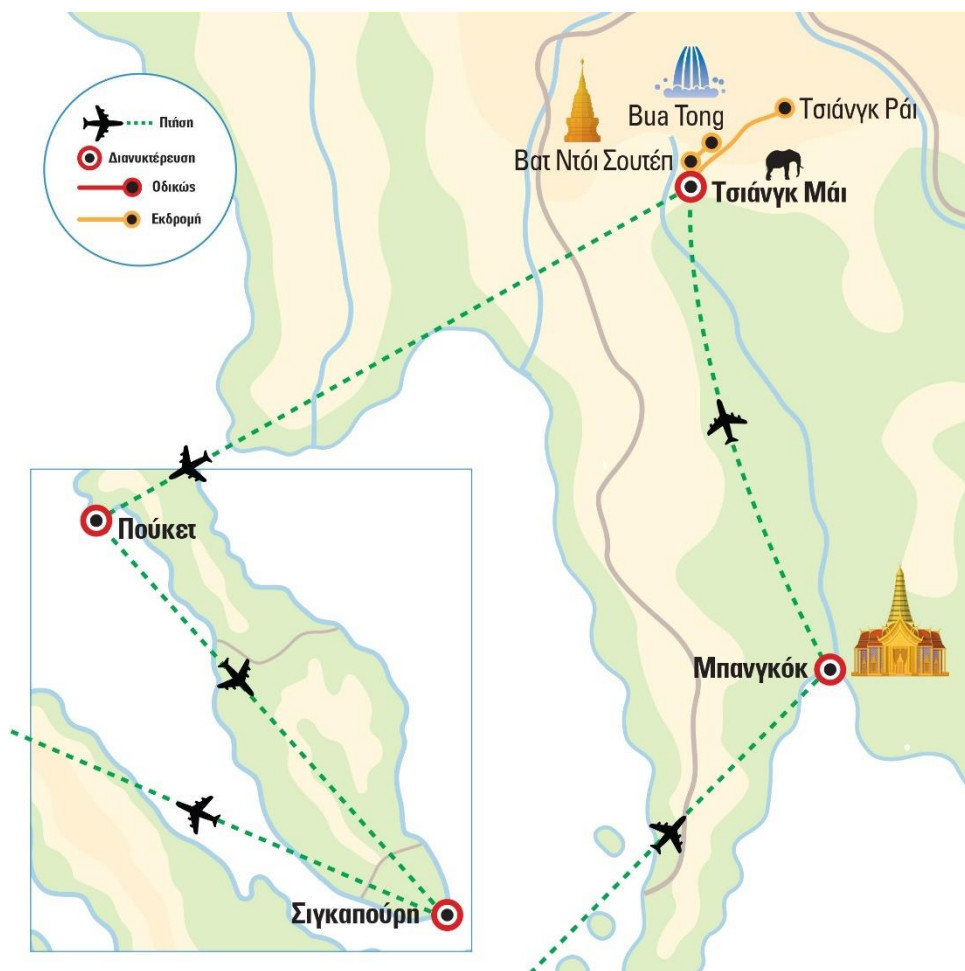 Πτήση
Διανυκτέρευση
Οδικώς
Εκδρομή
Bua Tong
Τσιάνγκ Ράι
Βατ Ντόι Σουτέπ
Τσιάνγκ Μάι
Πούκετ
Μπανγκόκ
Σιγκαπούρη